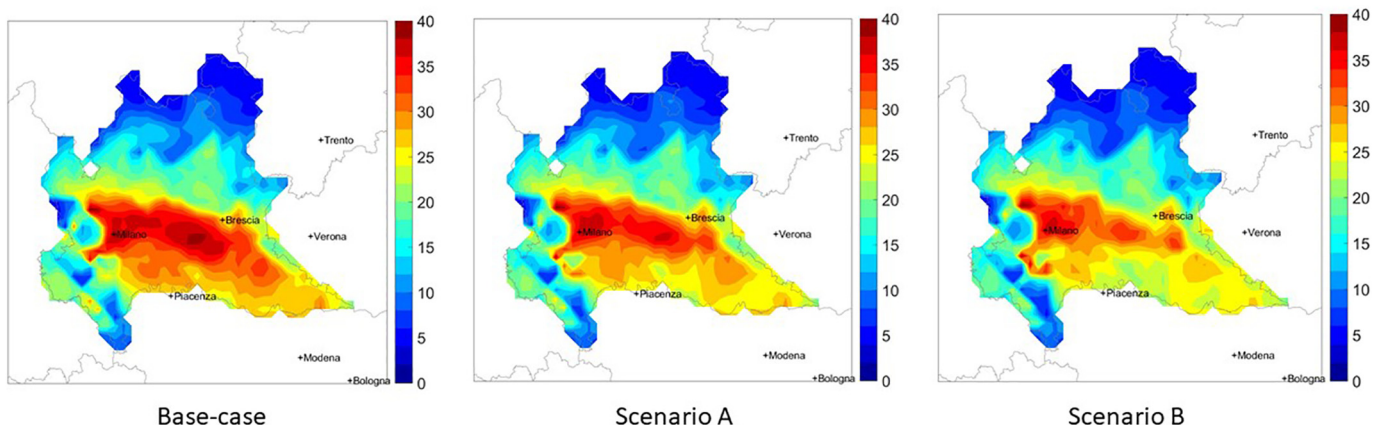 40
35
30
25
20
15
10
5
0
+Trento
+Brescia
+Milano
+Verona
+Piacenza
+Modena
+Bologna
Base-case
40
35
30
25
20
15
10
5
0
+Trento
+Brescia
+Milano
+Verona
+Piacenza
+Modena
+Bologna
Scenario A
40
35
30
25
20
15
10
5
0
+Trento
+Brescia
+Milano
+Verona
+Piacenza
+Modena
+Bologna
Scenario B